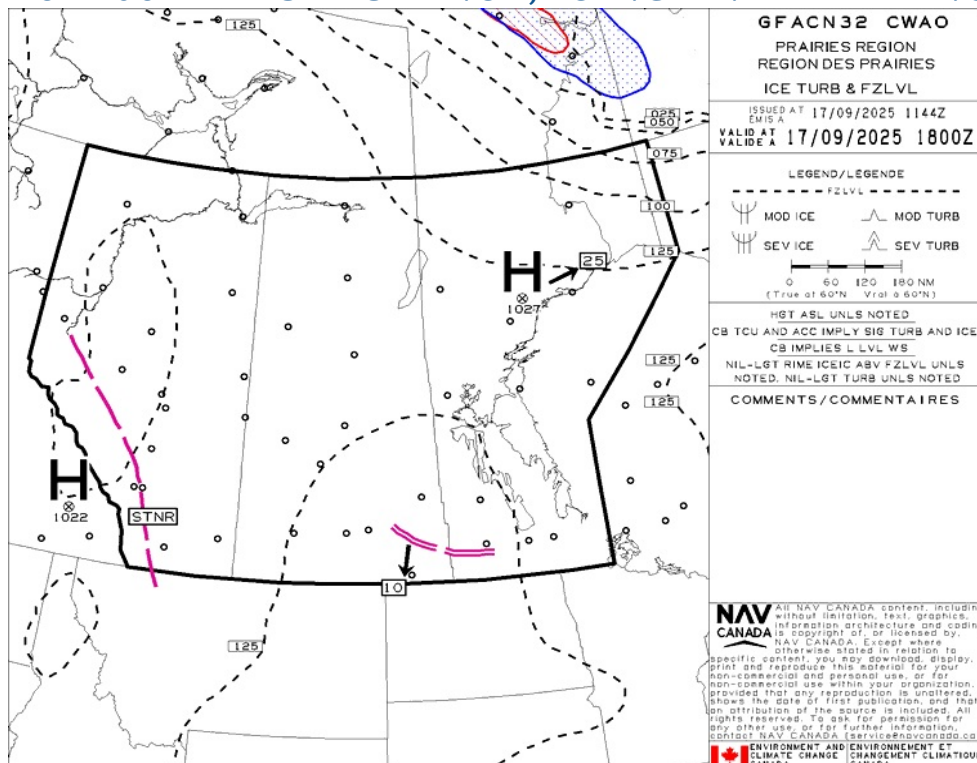 GFACN32 CWAO
PRAIRIES REGION
REGION DES PRAIRIES
ICE TURB & FZLVL
ISSUED AT 17/09/2025 1144Z
EMIS A
VALID AT 17/09/2025 1800Z
VALIDE A
LEGEND/LEGENDE
FZLVL
MOD ICE MOD TURB
SEV ICE SEV TURB
0 60 120 180 NM
(True at 60°N Vrai à 60°N)
HGT ASL UNLS NOTED
CB TCU AND ACC IMPLY SIG TURB AND ICE
CB IMPLIES L LVL WS
NIL-LGT RIME ICEIC ABV FZLVL UNLS
NOTED. NIL-LGT TURB UNLS NOTED
COMMENTS/COMMENTAIRES
125
025
050
075
100
125
H
1027
25
125
125
H
1022
STNR
10
125
NAV
CANADA
All NAV CANADA content, including
without limitation, text, graphics,
information architecture and coding
is copyright of, or licensed by,
NAV CANADA. Except where
otherwise stated in relation to
specific content, you may download, display,
print and reproduce this material for your
non-commercial and personal use, or for
non-commercial use within your organization,
provided that any reproduction is unaltered,
shows the date of first publication, and that
an attribution of the source is included. All
rights reserved. To ask for permission for
any other use, or for further information,
contact NAV CANADA (service@navcanada.ca
ENVIRONMENT AND ENVIRONNEMENT ET
CLIMATE CHANGE CHANGEMENT CLIMATIQUE